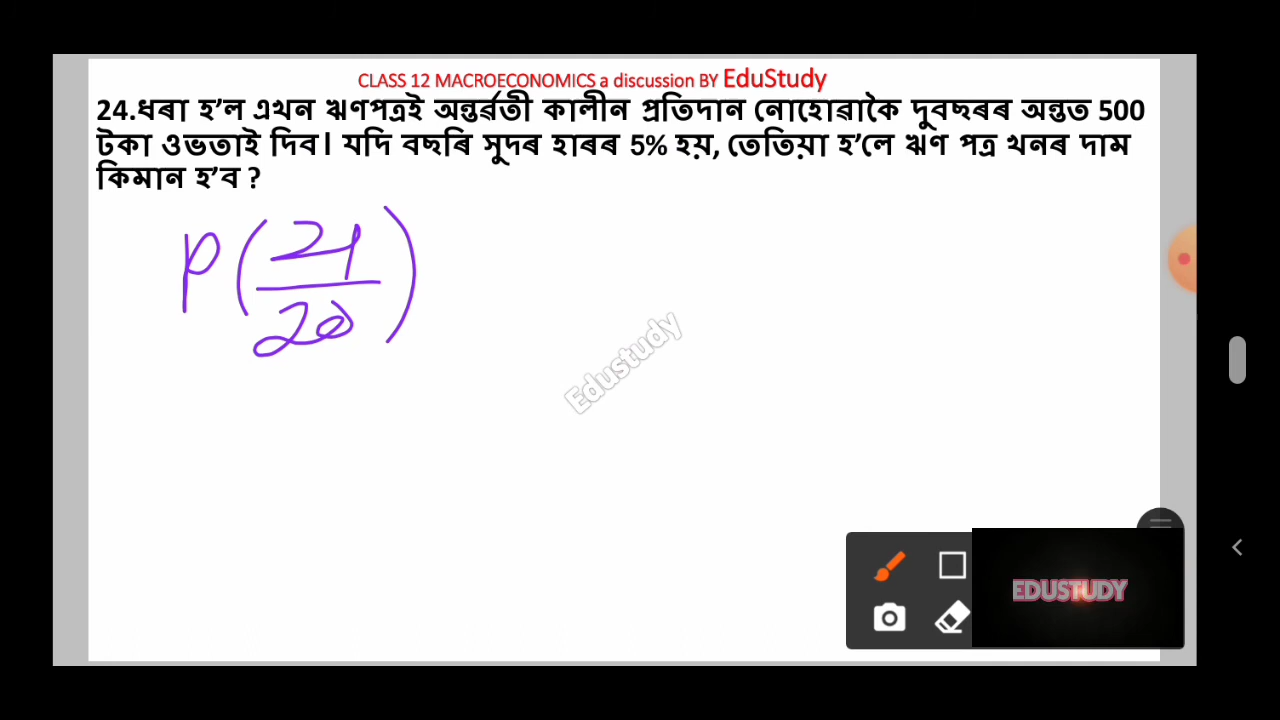 CLASS 12 MACROECONOMICS a discussion BY EduStudy
24.ধৰা হ’ল এখন ঋণপত্ৰই অন্তৰ্ৱৰ্তী কালীন প্ৰতিদান নোহোৱাকৈ দুবছৰৰ অন্তত 500
টকা ওভতাই দিব। যদি বছৰি সুদৰ হাৰৰ 5% হয়, তেতিয়া হ’লে ঋণ পত্ৰ খনৰ দাম
কিমান হ’ব ?
P(21/20)
Edustudy
EDUSTUDY